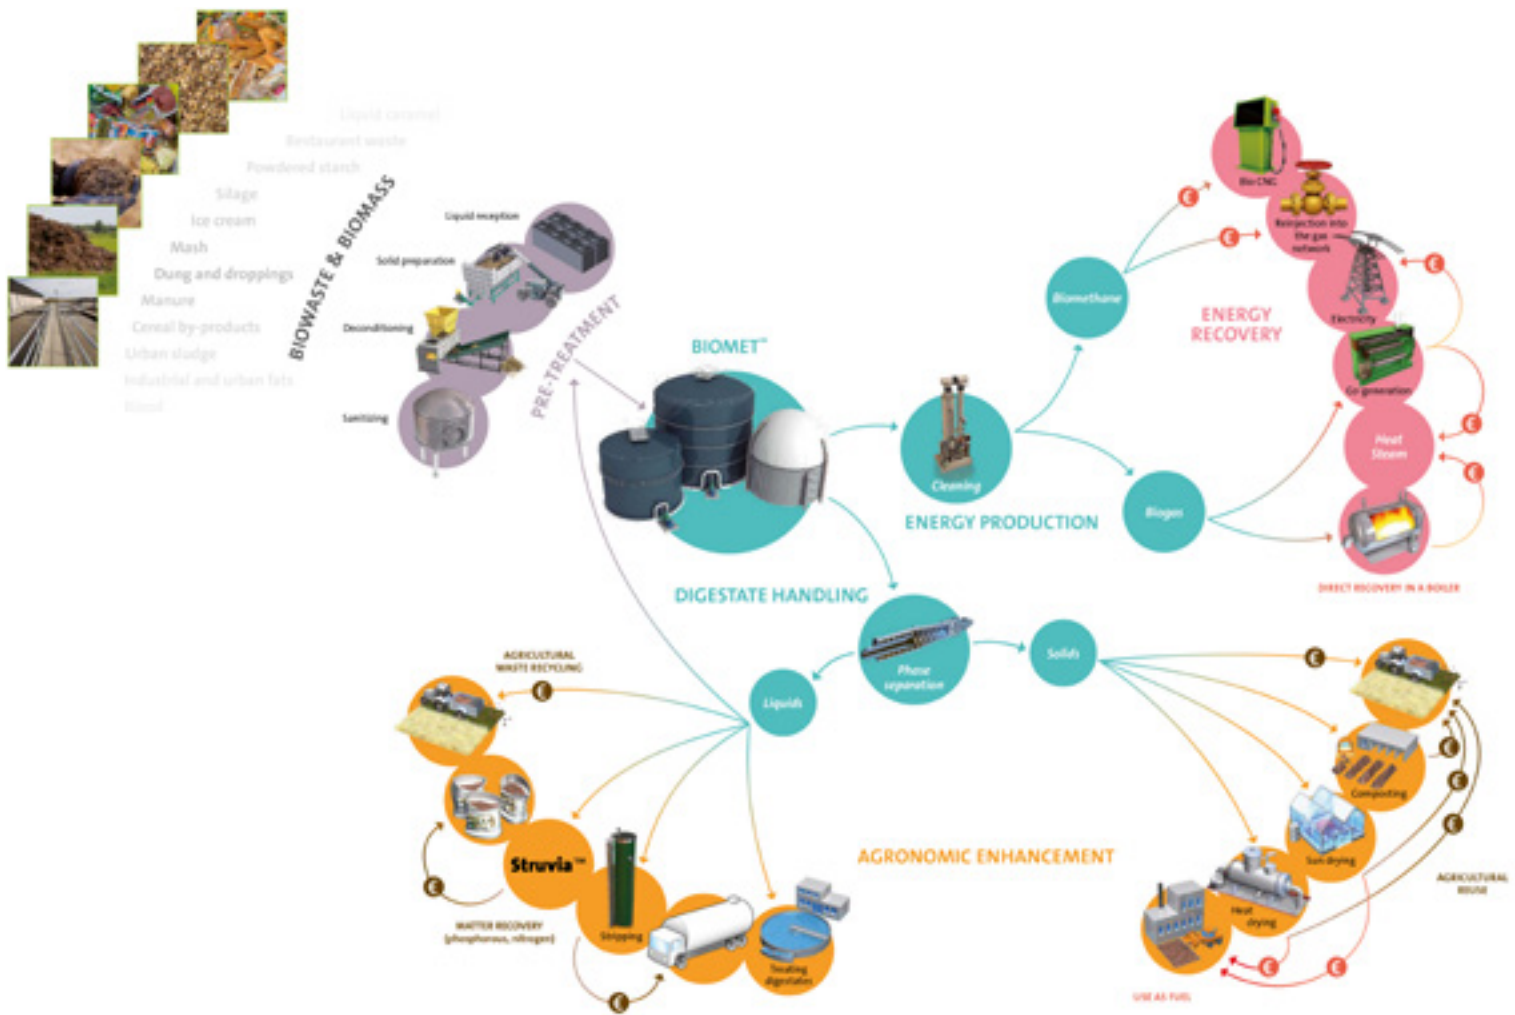 Liquid caramel
Restaurant waste
Powdered starch
Silage
Ice cream
Mash
Dung and droppings
Manure
Cereal by-products
Urban sludge
Industrial and urban fats
Blood
BIOWASTE & BIOMASS
Liquid reception
Solid preparation
Deconditioning
Sanitizing
PRE-TREATMENT
BIOMET™
Cleaning
ENERGY PRODUCTION
Biomethane
Biogas
Bio CNG
Reinjection into
the gas
network
Electricity
ENERGY
RECOVERY
Co-generation
Heat
Steam
DIRECT RECOVERY IN A BOILER
DIGESTATE HANDLING
Phase
separation
Solids
Liquids
AGRICULTURAL
WASTE RECYCLING
Struvia™
MATTER RECOVERY
(phosphorous, nitrogen)
Stripping
Treating
digestates
AGRONOMIC ENHANCEMENT
Composting
Sun drying
Heat
drying
AGRICULTURAL
REUSE
USE AS FUEL
€
€
€
€
€
€
€
€
€
€
€
€
€
€